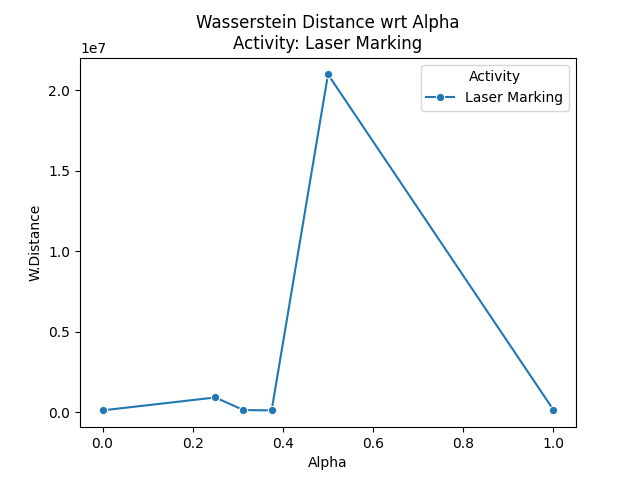 Wasserstein Distance wrt Alpha
Activity: Laser Marking
1e7
Activity
Laser Marking
2.0
1.5
1.0
0.5
0.0
W.Distance
0.0 0.2 0.4 0.6 0.8 1.0
Alpha